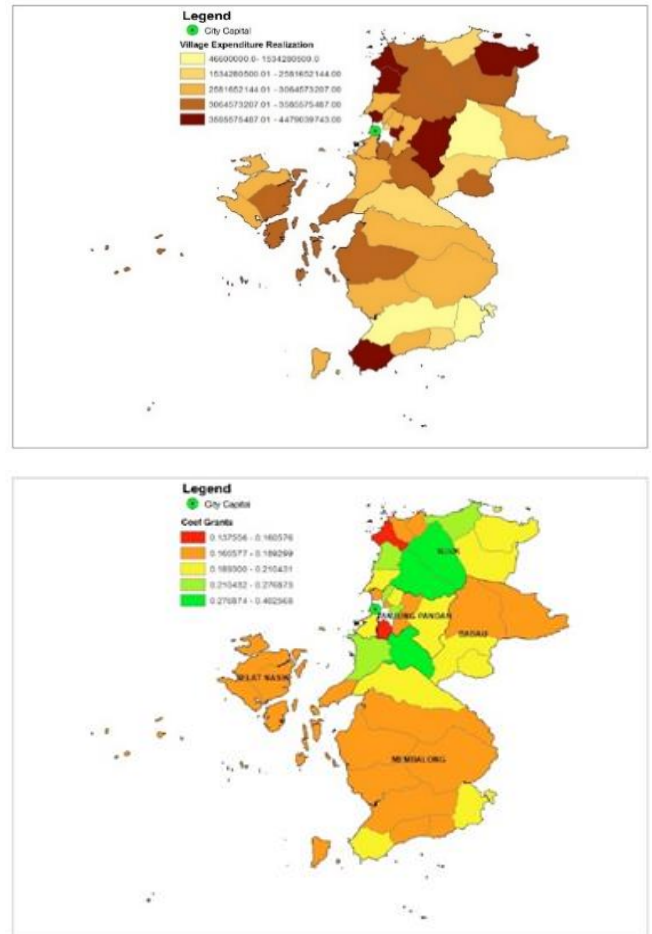 Legend
City Capital
Village Expenditure Realization
46600000.0- 1534280500.0
1534280500.01 - 2581652144.00
2581652144.01 - 3064573207.00
3064573207.01 - 3585575487.00
3585575487.01 - 4479039743.00
Legend
City Capital
Coef Grants
0.137556 - 0.160576
0.160577 - 0.189299
0.189300 - 0.210431
0.210432 - 0.276873
0.276874 - 0.402568
SIJUK
TANJUNG PANDAN
BADAU
SELAT NASIK
MEMBALONG